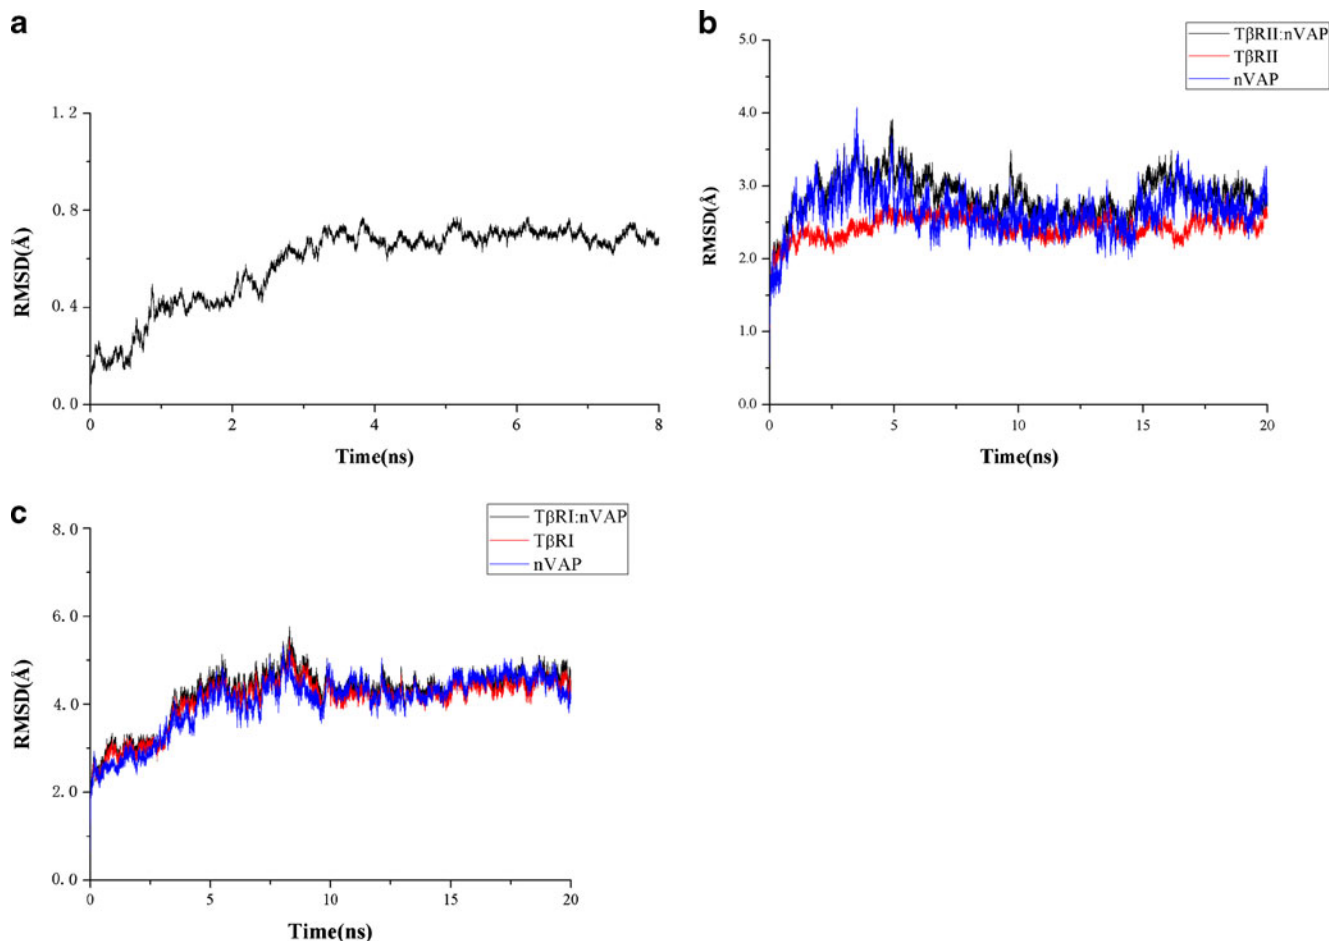 a
1.2
0.8
0.4
0.0
RMSD(Å)
0
2
4
6
8
Time(ns)
b
TβRII:nVAP
TβRII
nVAP
5.0
4.0
3.0
2.0
1.0
0.0
RMSD(Å)
0
5
10
15
20
Time(ns)
c
TβRI:nVAP
TβRI
nVAP
8.0
6.0
4.0
2.0
0.0
RMSD(Å)
0
5
10
15
20
Time(ns)